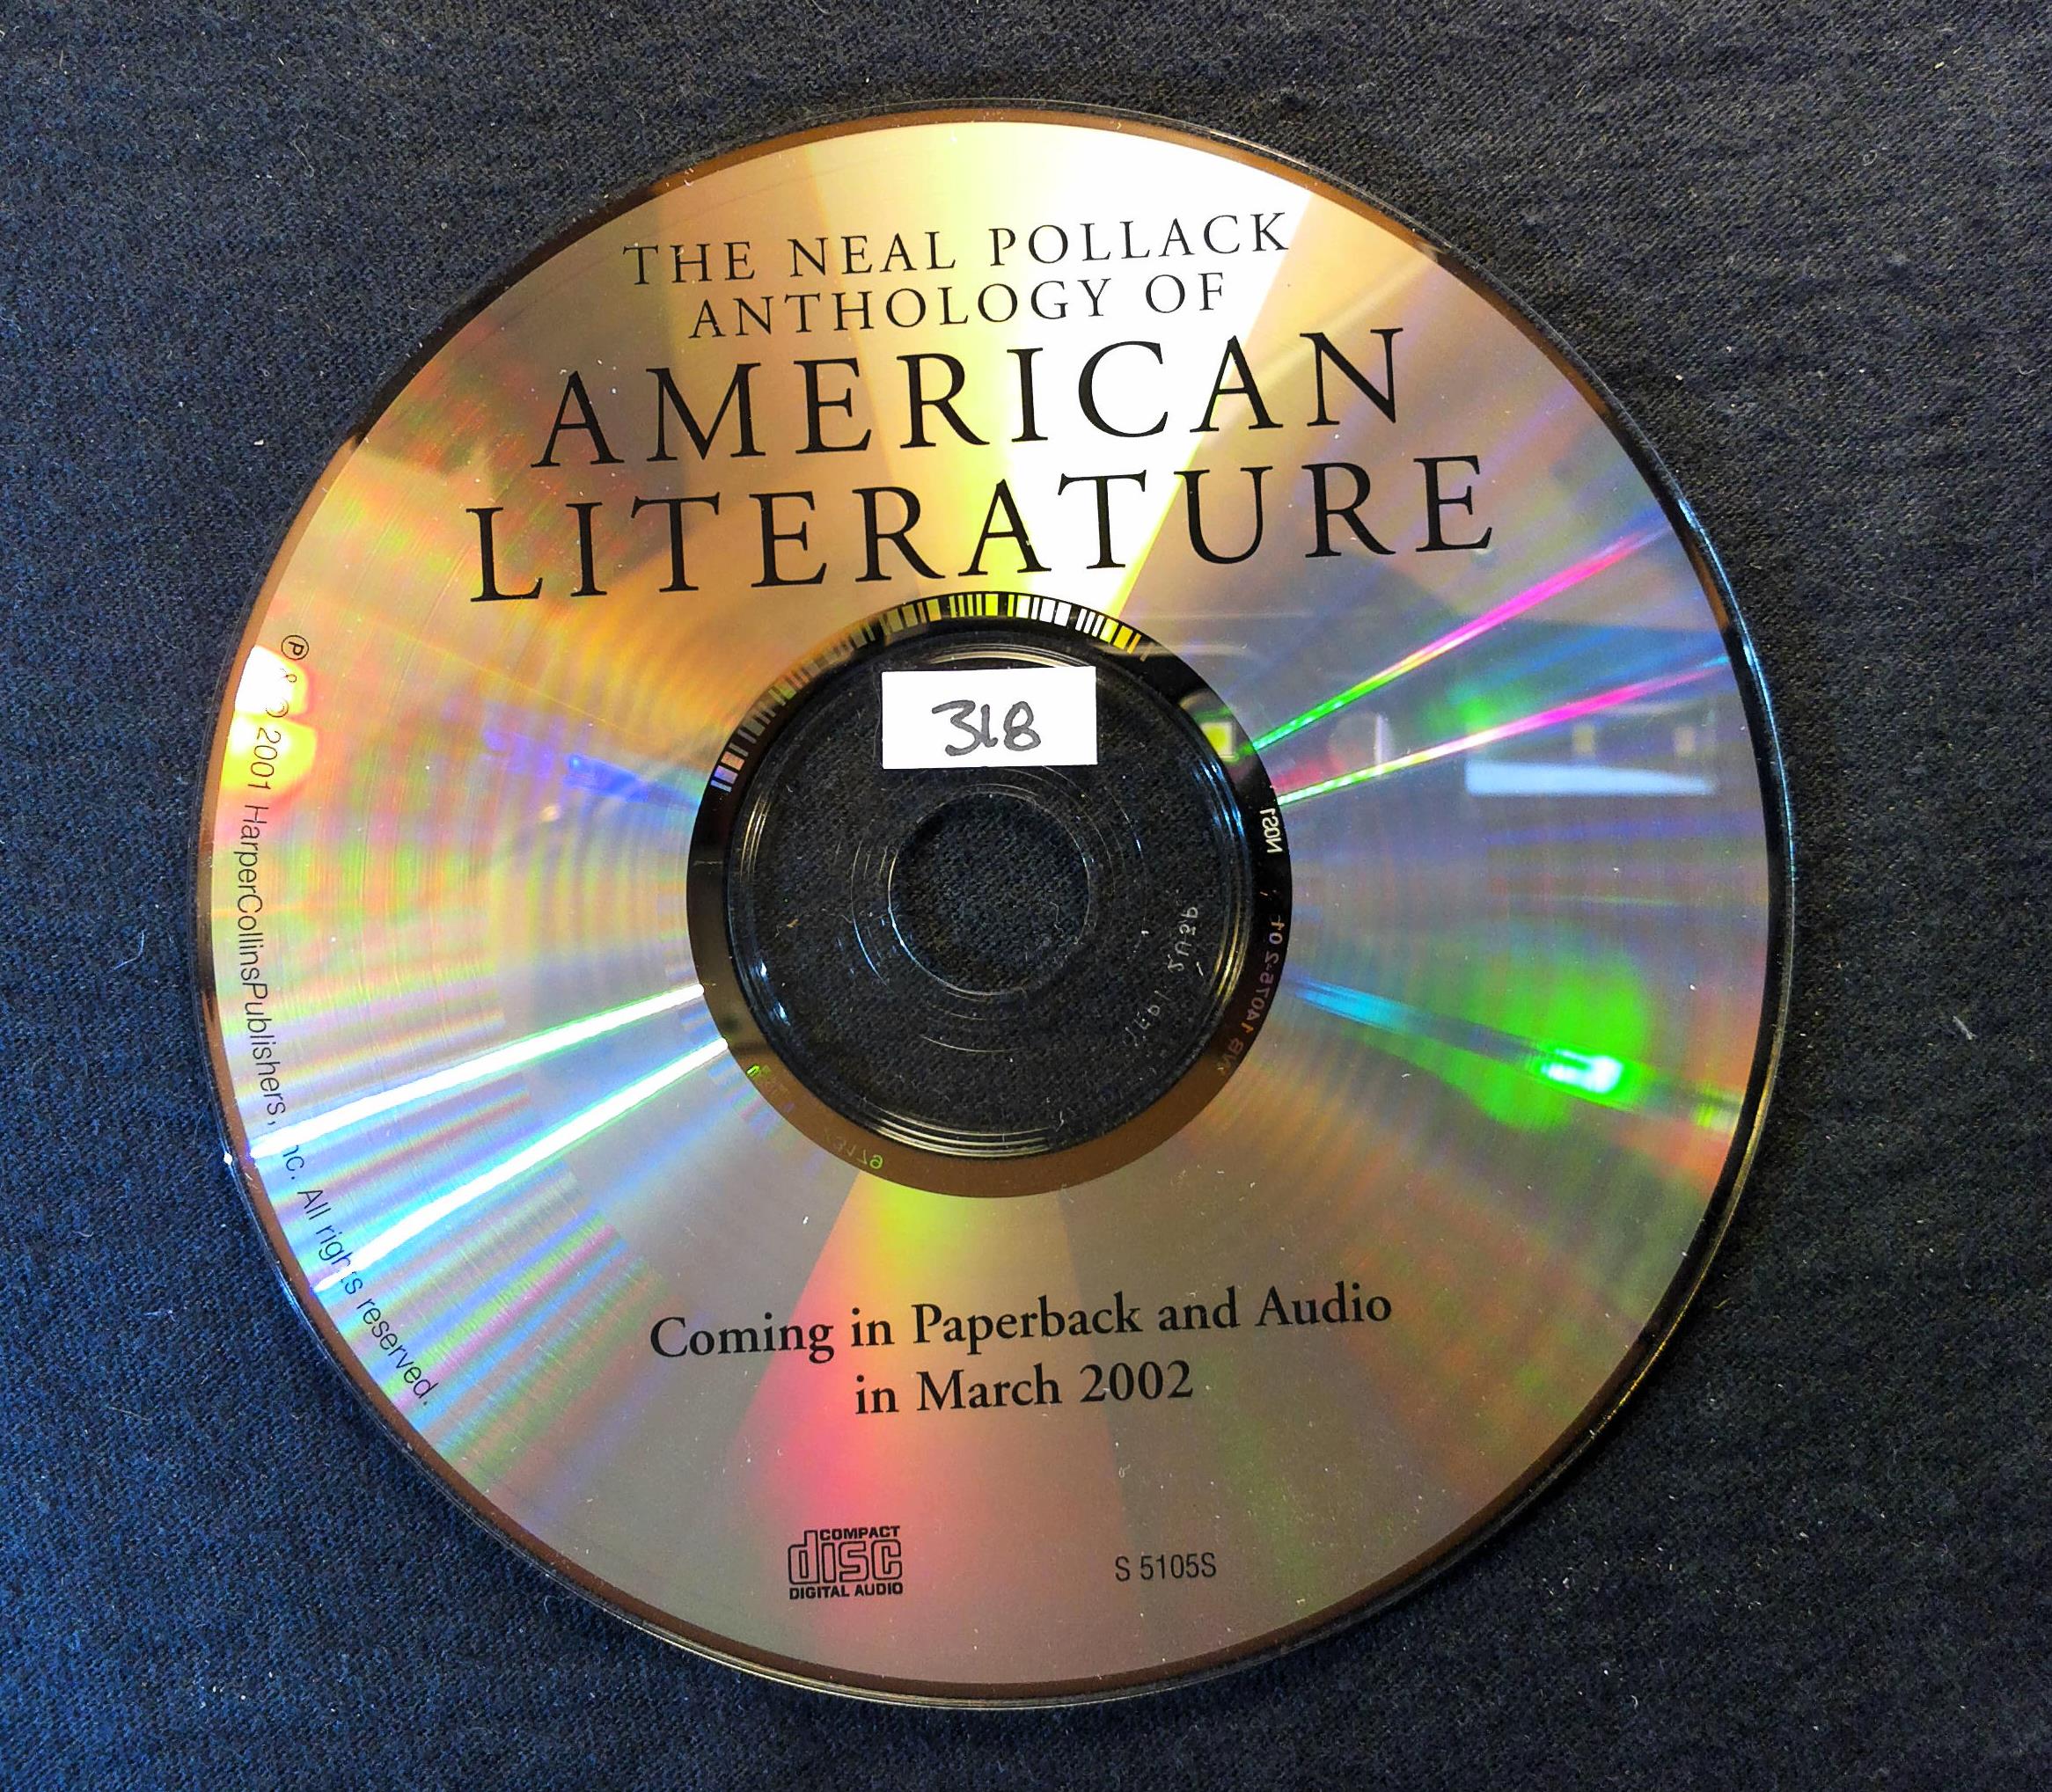 THE NEAL POLLACK
ANTHOLOGY OF
AMERICAN
LITERATURE
318
℗ & © 2001 HarperCollinsPublishers, Inc. All rights reserved.
Coming in Paperback and Audio
in March 2002
COMPACT
disc
DIGITAL AUDIO
S 5105S